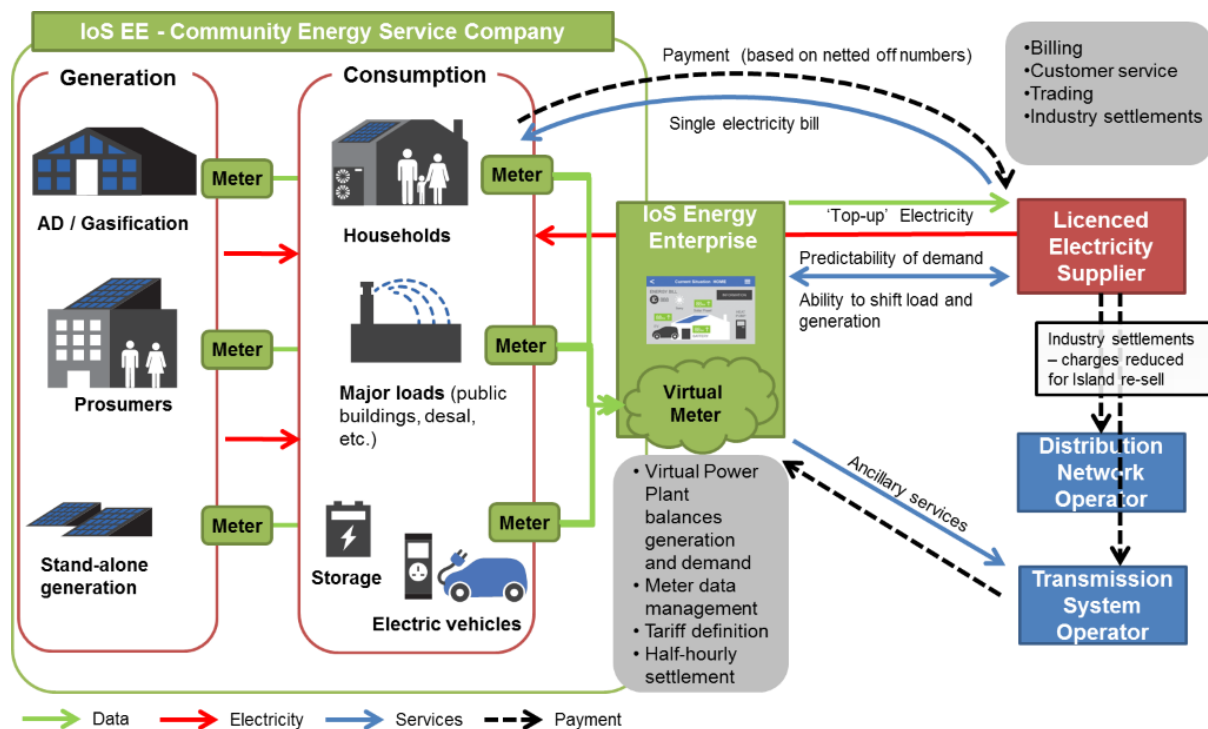 IoS EE - Community Energy Service Company
Generation
AD / Gasification
Prosumers
Stand-alone
generation
Meter
Meter
Meter
Consumption
Households
Major loads (public
buildings, desal,
etc.)
Storage
Electric vehicles
Meter
Meter
Meter
IoS Energy
Enterprise
Virtual
Meter
• Virtual Power
Plant
balances
generation
and demand
• Meter data
management
• Tariff definition
• Half-hourly
settlement
Payment (based on netted off numbers)
Single electricity bill
'Top-up' Electricity
Predictability of demand
Ability to shift load and
generation
Ancillary services
•Billing
•Customer service
•Trading
•Industry settlements
Licenced
Electricity
Supplier
Industry settlements
– charges reduced
for Island re-sell
Distribution
Network
Operator
Transmission
System
Operator
Data
Electricity
Services
Payment